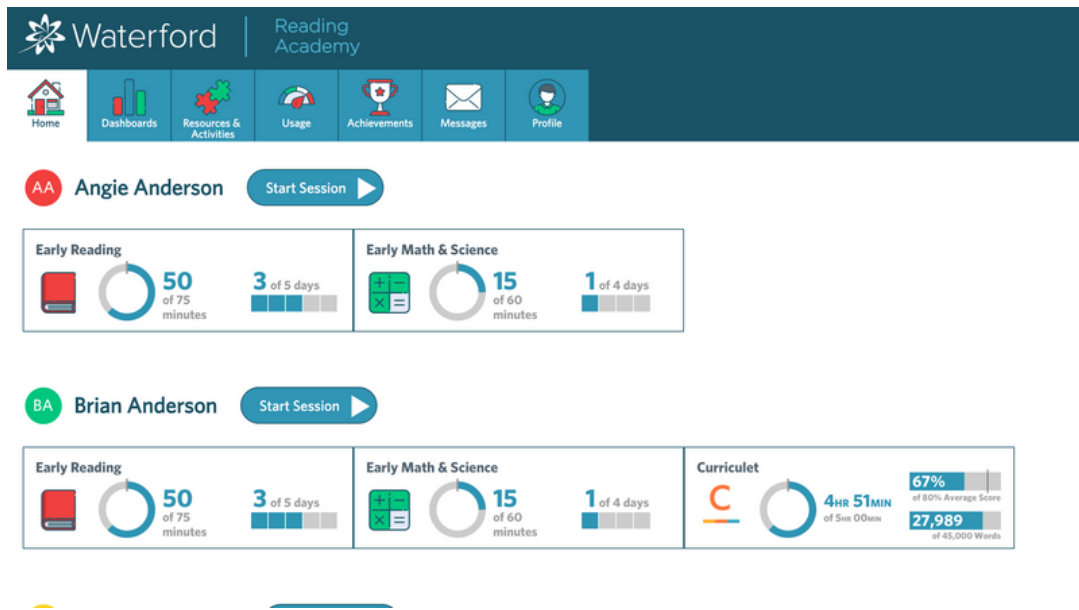 Waterford
Reading
Academy
Home
Dashboards
Resources &
Activities
Usage
Achievements
Messages
Profile
AA
Angie Anderson
Start Session
Early Reading
50
of 75
minutes
3 of 5 days
Early Math & Science
15
of 60
minutes
1 of 4 days
BA
Brian Anderson
Start Session
Early Reading
50
of 75
minutes
3 of 5 days
Early Math & Science
15
of 60
minutes
1 of 4 days
Curriculet
C
4HR 51MIN
of 5HR 00MIN
67%
of 80% Average Score
27,989
of 45,000 Words